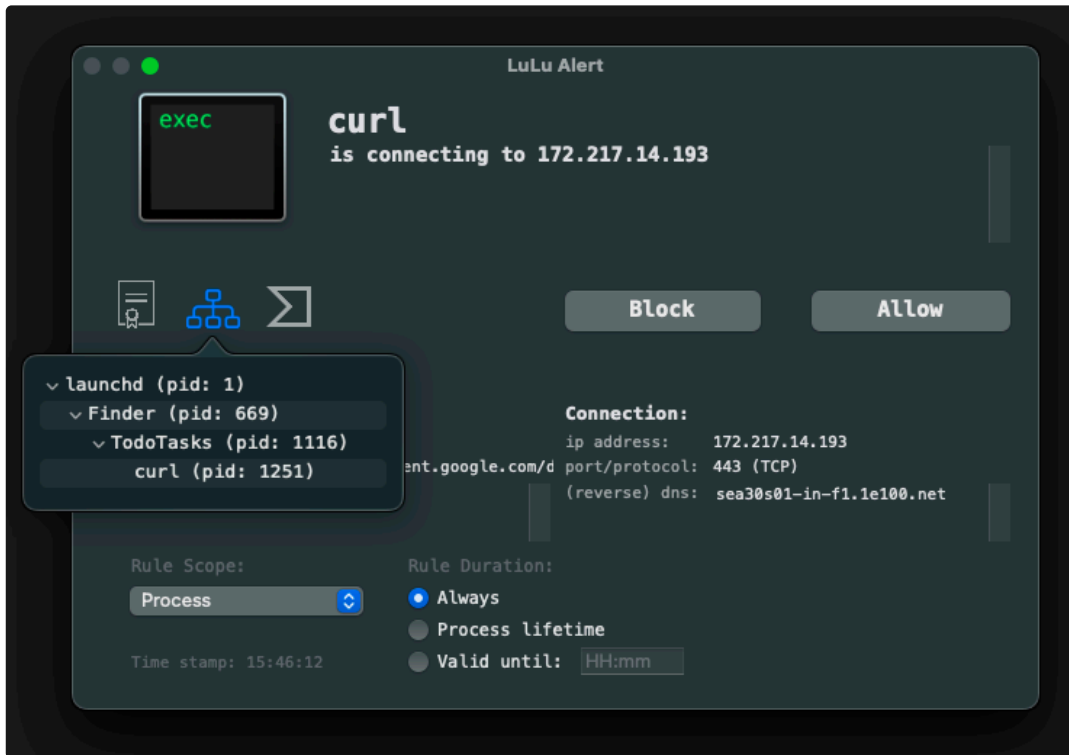 LuLu Alert
exec
curl
is connecting to 172.217.14.193
Block
Allow
launchd (pid: 1)
Finder (pid: 669)
TodoTasks (pid: 1116)
curl (pid: 1251)
ent.google.com/d
Connection:
ip address: 172.217.14.193
port/protocol: 443 (TCP)
(reverse) dns: sea30s01-in-f1.1e100.net
Rule Scope:
Process
Time stamp: 15:46:12
Rule Duration:
Always
Process lifetime
Valid until: HH:mm